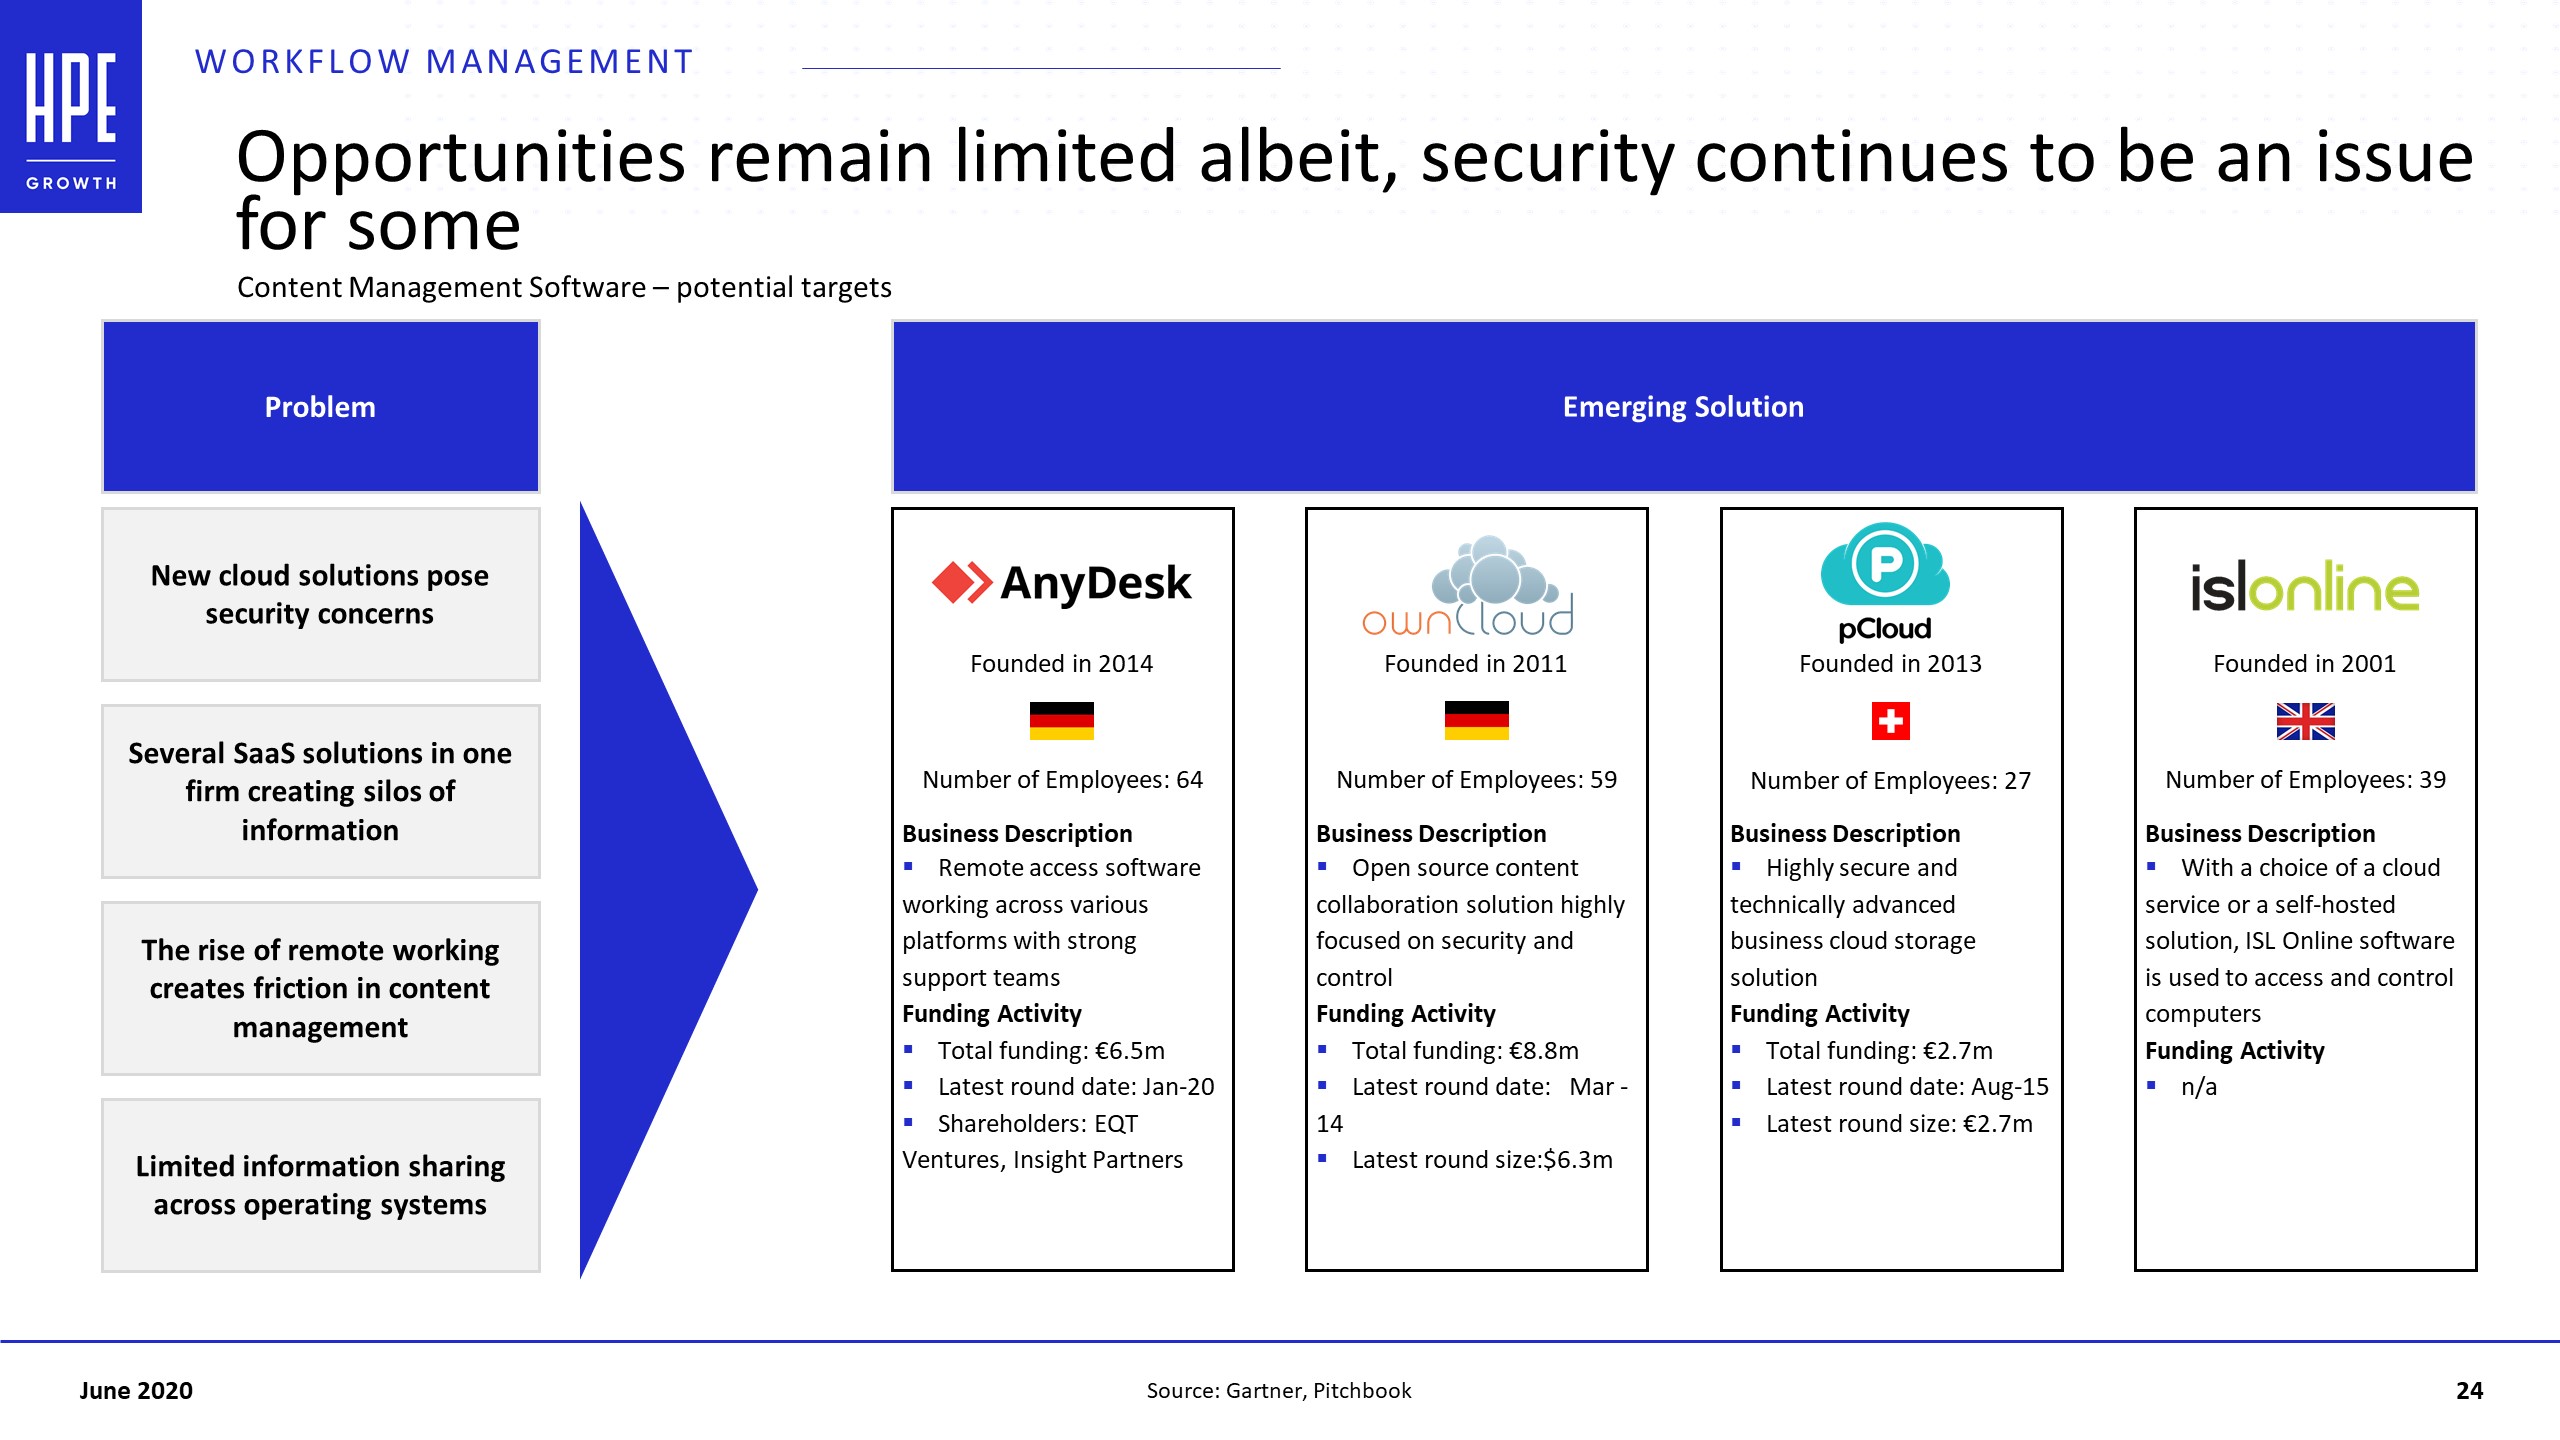 HPE
GROWTH
WORKFLOW MANAGEMENT
Opportunities remain limited albeit, security continues to be an issue
for some
Content Management Software – potential targets
Problem
New cloud solutions pose
security concerns
Several SaaS solutions in one
firm creating silos of
information
The rise of remote working
creates friction in content
management
Limited information sharing
across operating systems
Emerging Solution
AnyDesk
Founded in 2014
Number of Employees: 64
Business Description
▪ Remote access software
working across various
platforms with strong
support teams
Funding Activity
▪ Total funding: €6.5m
▪ Latest round date: Jan-20
▪ Shareholders: EQT
Ventures, Insight Partners
ownCloud
Founded in 2011
Number of Employees: 59
Business Description
▪ Open source content
collaboration solution highly
focused on security and
control
Funding Activity
▪ Total funding: €8.8m
▪ Latest round date: Mar -
14
▪ Latest round size:$6.3m
P
pCloud
Founded in 2013
Number of Employees: 27
Business Description
▪ Highly secure and
technically advanced
business cloud storage
solution
Funding Activity
▪ Total funding: €2.7m
▪ Latest round date: Aug-15
▪ Latest round size: €2.7m
islonline
Founded in 2001
Number of Employees: 39
Business Description
▪ With a choice of a cloud
service or a self-hosted
solution, ISL Online software
is used to access and control
computers
Funding Activity
▪ n/a
June 2020
Source: Gartner, Pitchbook
24